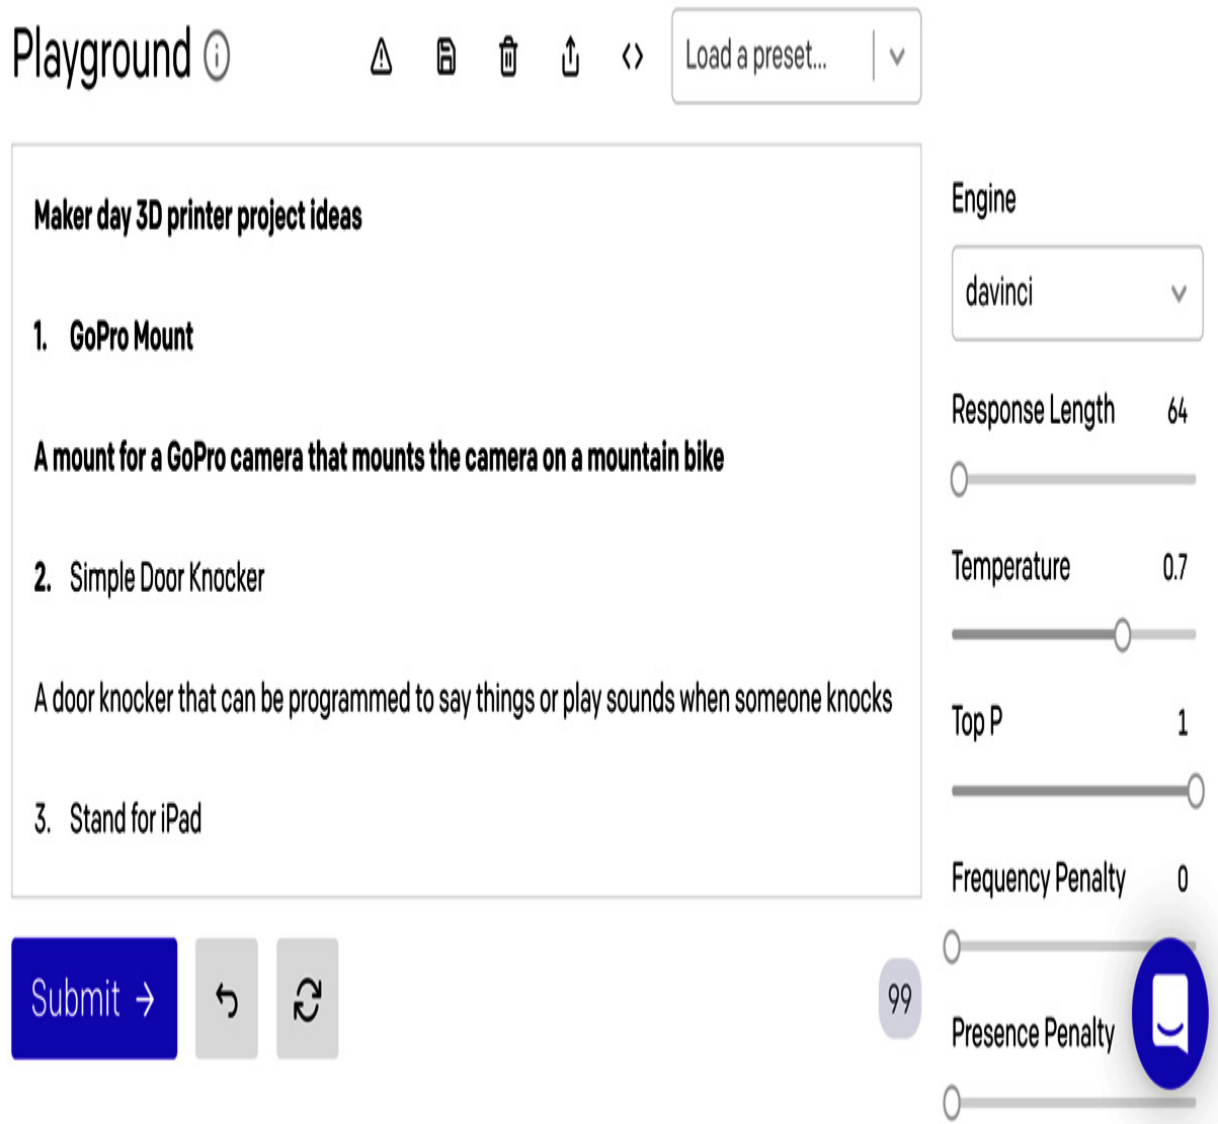 Playground
Load a preset...
Maker day 3D printer project ideas
1. GoPro Mount
A mount for a GoPro camera that mounts the camera on a mountain bike
2. Simple Door Knocker
A door knocker that can be programmed to say things or play sounds when someone knocks
3. Stand for iPad
Submit →
99
Engine
davinci
Response Length 64
Temperature 0.7
Top P 1
Frequency Penalty 0
Presence Penalty